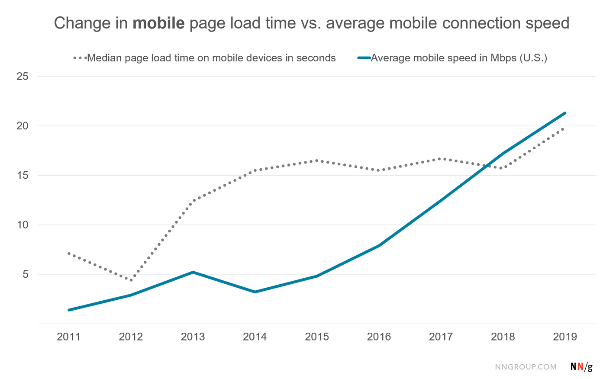 Change in mobile page load time vs. average mobile connection speed
Median page load time on mobile devices in seconds
Average mobile speed in Mbps (U.S.)
25
20
15
10
5
2011 2012 2013 2014 2015 2016 2017 2018 2019
NNGROUP.COM NN/g